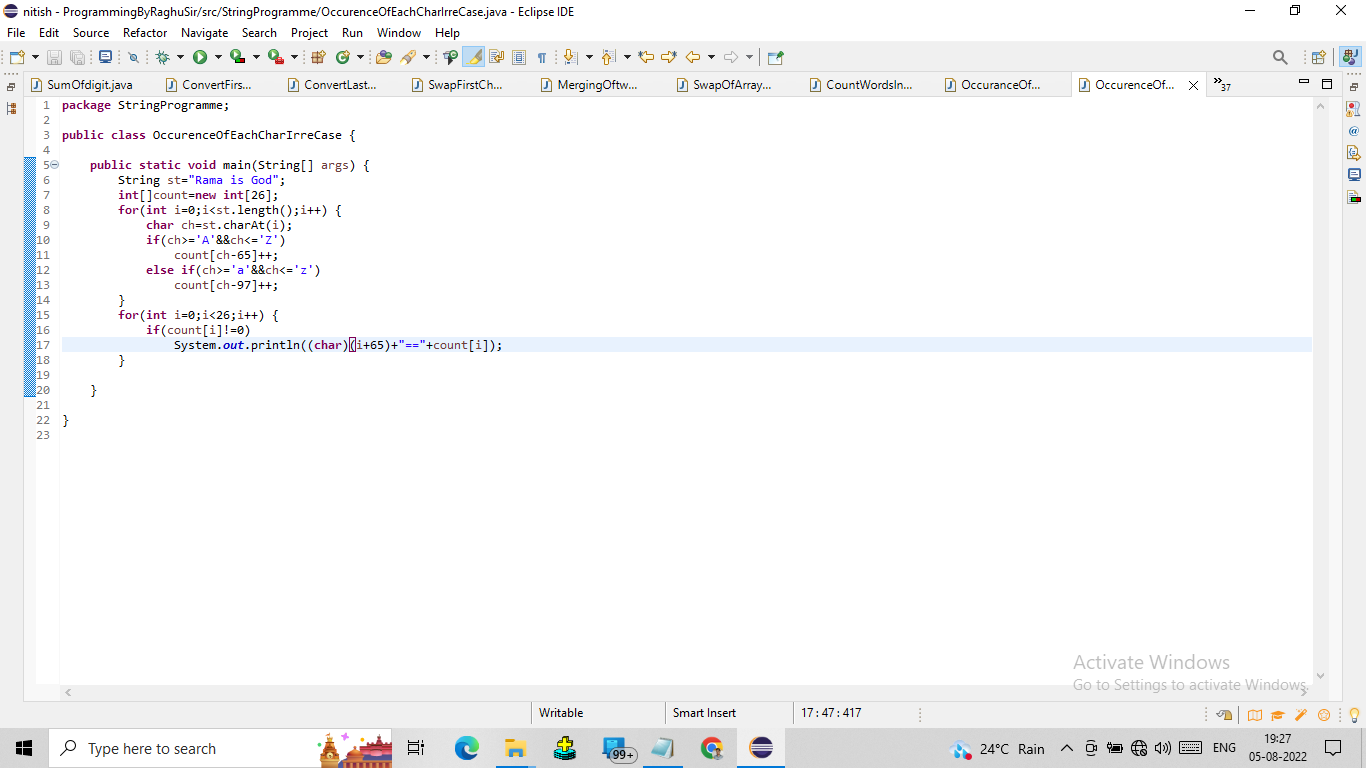 nitish - ProgrammingByRaghuSir/src/StringProgramme/OccurenceOfEachCharIrreCase.java - Eclipse IDE
File Edit Source Refactor Navigate Search Project Run Window Help
SumOfdigit.java ConvertFirs... ConvertLast... SwapFirstCh... MergingOftw... SwapOfArray... CountWordsIn... OccuranceOf... OccurenceOf... »37
1 package StringProgramme;
2
3 public class OccurenceOfEachCharIrreCase {
4
5 public static void main(String[] args) {
6 String st="Rama is God";
7 int[]count=new int[26];
8 for(int i=0;i<st.length();i++) {
9 char ch=st.charAt(i);
10 if(ch>='A'&&ch<='Z')
11 count[ch-65]++;
12 else if(ch>='a'&&ch<='z')
13 count[ch-97]++;
14 }
15 for(int i=0;i<26;i++) {
16 if(count[i]!=0)
17 System.out.println((char)(i+65)+"=="+count[i]);
18 }
19
20 }
21
22 }
23
Activate Windows
Go to Settings to activate Windows.
Writable Smart Insert 17 : 47 : 417
Type here to search
99+
24°C Rain ENG
19:27
05-08-2022